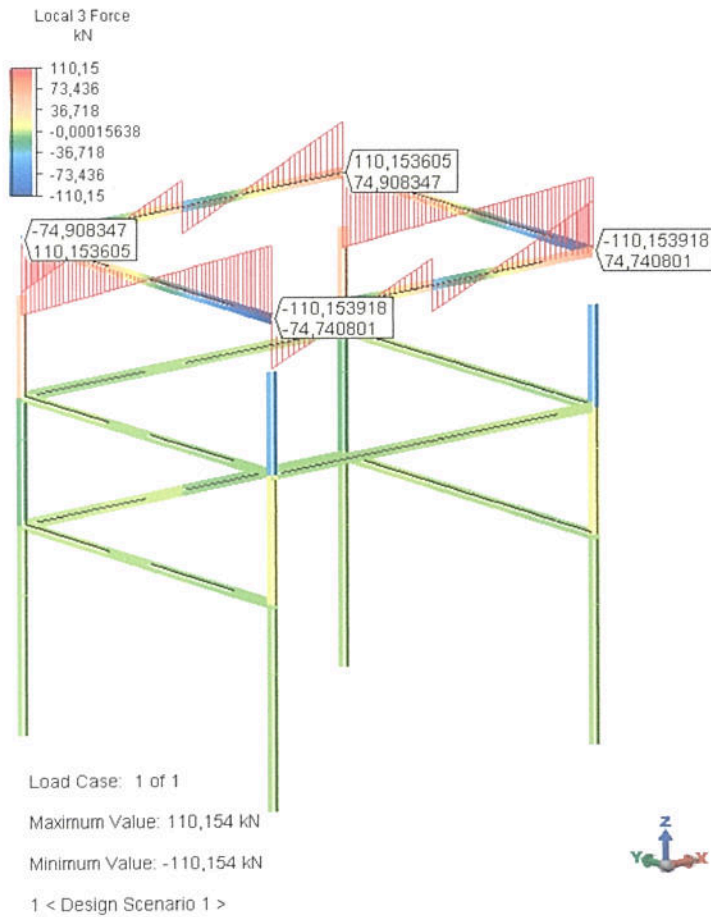 Local 3 Force
kN
110,15
73,436
36,718
-0,00015638
-36,718
-73,436
-110,15
110,153605
74,908347
-74,908347
110,153605
-110,153918
74,740801
-110,153918
-74,740801
Load Case: 1 of 1
Maximum Value: 110,154 kN
Minimum Value: -110,154 kN
1 < Design Scenario 1 >
Z
Y
X